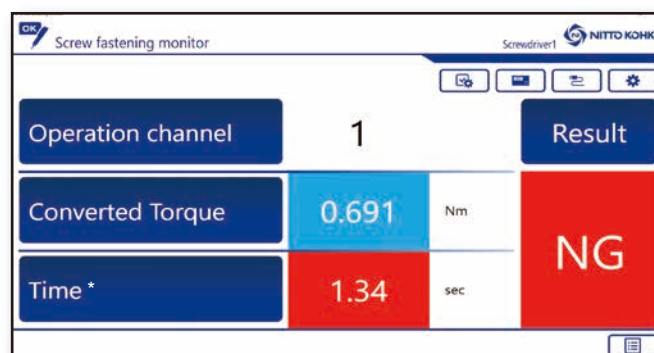 OK
Screw fastening monitor
Screwdriver1
NITTO KOHK
Operation channel 1 Result
Converted Torque 0.691 Nm
NG
Time * 1.34 sec